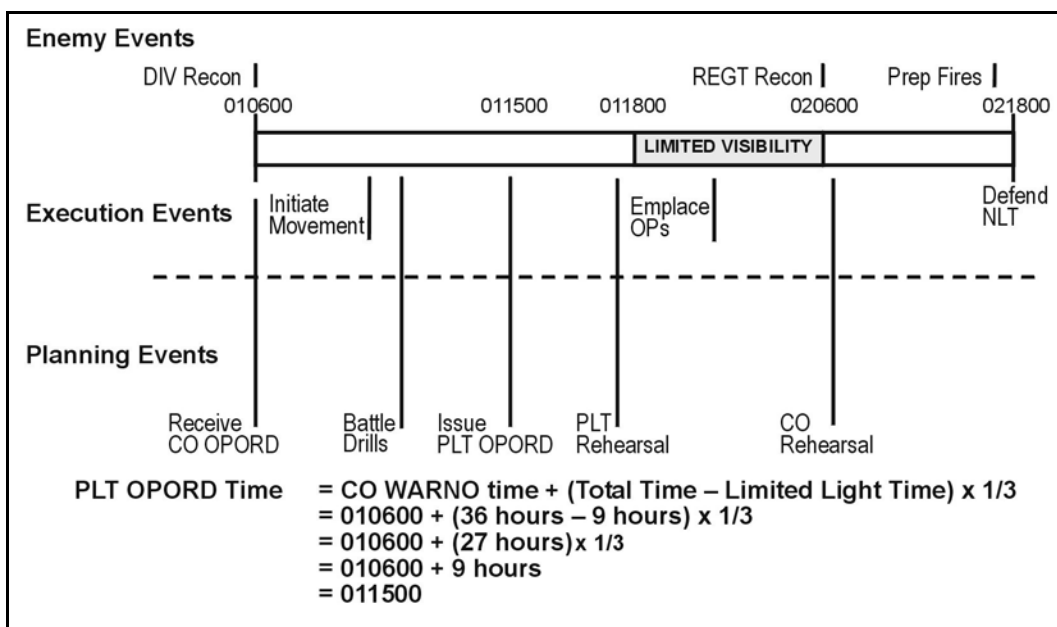 Enemy Events
DIV Recon
REGT Recon
Prep Fires
010600
011500
011800
020600
021800
LIMITED VISIBILITY
Execution Events
Initiate
Movement
Emplace
OPs
Defend
NLT
Planning Events
Receive
CO OPORD
Battle
Drills
Issue
PLT OPORD
PLT
Rehearsal
CO
Rehearsal
PLT OPORD Time = CO WARNO time + (Total Time – Limited Light Time) x 1/3
= 010600 + (36 hours – 9 hours) x 1/3
= 010600 + (27 hours) x 1/3
= 010600 + 9 hours
= 011500